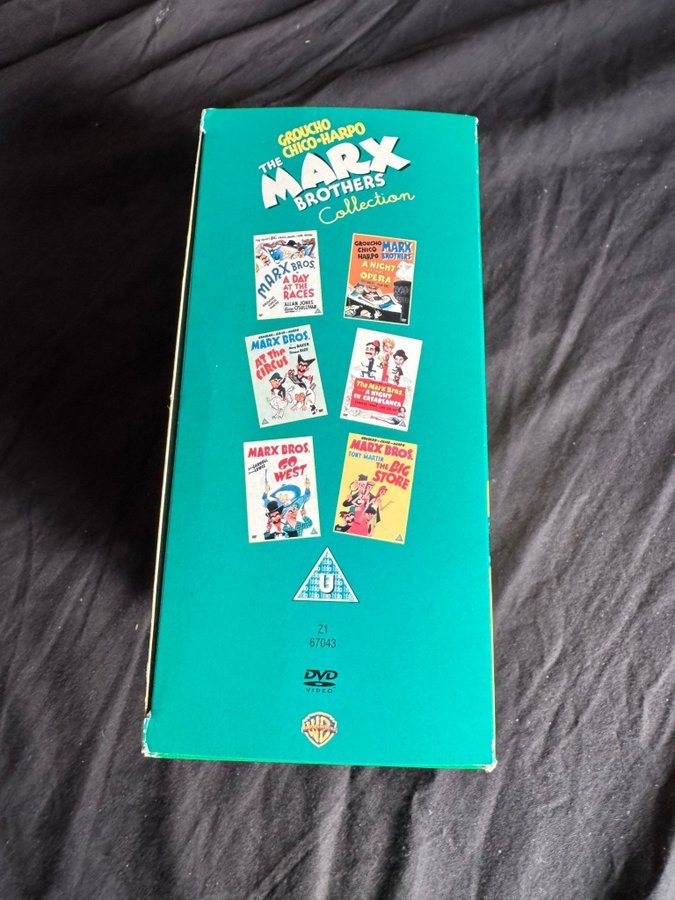 GROUCHO
CHICO•HARPO
THE
MARX
BROTHERS
Collection
MARX BROS.
A DAY
AT THE
RACES
ALLAN JONES
GROUCHO
CHICO
HARPO
MARX
BROTHERS
A NIGHT
OPERA
MARX BROS.
AT THE
CIRCUS
The Marx Bros.
A NIGHT
IN CASABLANCA
MARX BROS.
GO
WEST
MARX BROS.
TONY MARTIN
THE BIG
STORE
U
Z1
67043
DVD
VIDEO
WB